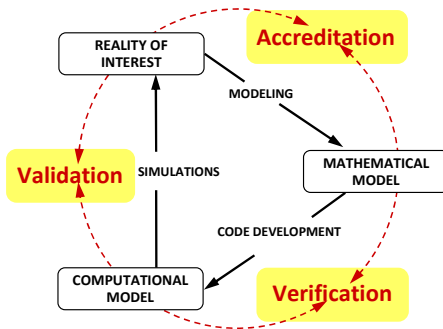 Accreditation
REALITY OF
INTEREST
MODELING
Validation
SIMULATIONS
MATHEMATICAL
MODEL
CODE DEVELOPMENT
COMPUTATIONAL
MODEL
Verification